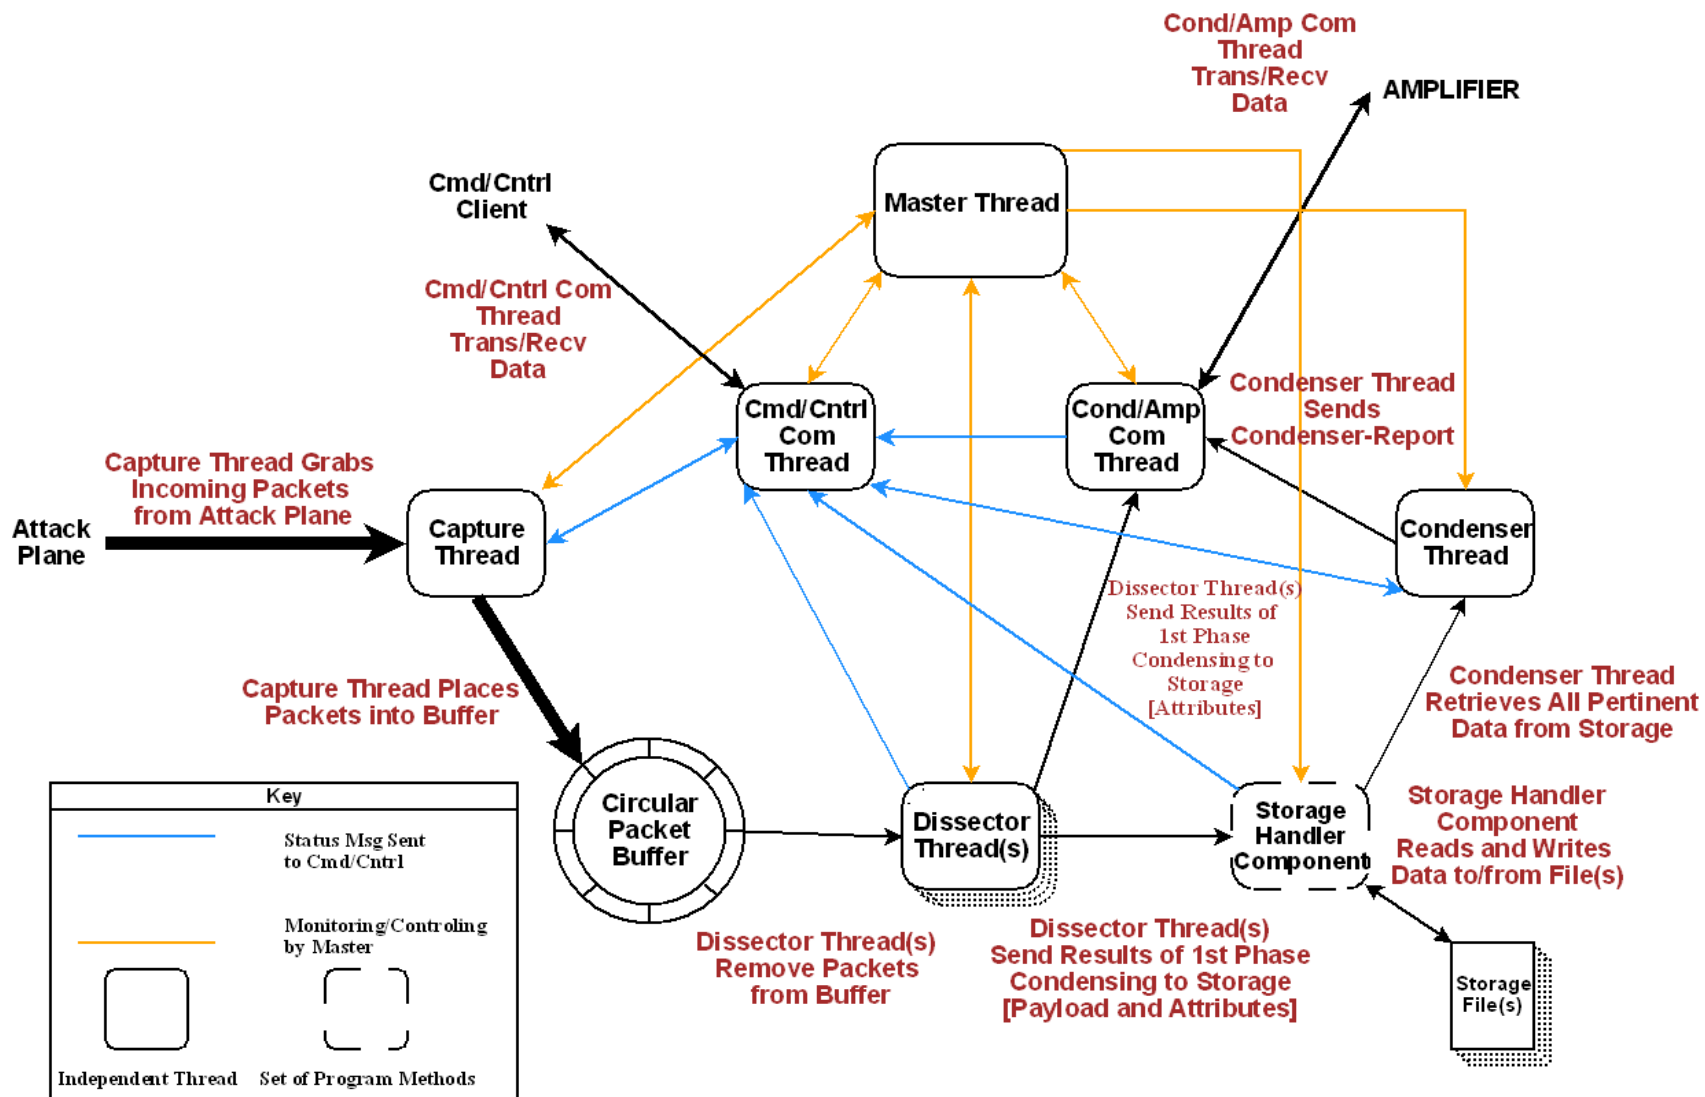 Cond/Amp Com
Thread
Trans/Recv
Data
AMPLIFIER
Cmd/Cntrl
Client
Master Thread
Cmd/Cntrl Com
Thread
Trans/Recv
Data
Cmd/Cntrl
Com
Thread
Cond/Amp
Com
Thread
Condenser Thread
Sends
Condenser-Report
Capture Thread Grabs
Incoming Packets
from Attack Plane
Attack
Plane
Capture
Thread
Condenser
Thread
Dissector Thread(s)
Send Results of
1st Phase
Condensing to
Storage
[Attributes]
Capture Thread Places
Packets into Buffer
Condenser Thread
Retrieves All Pertinent
Data from Storage
Circular
Packet
Buffer
Dissector
Thread(s)
Storage
Handler
Component
Storage Handler
Component
Reads and Writes
Data to/from File(s)
Dissector Thread(s)
Remove Packets
from Buffer
Dissector Thread(s)
Send Results of 1st Phase
Condensing to Storage
[Payload and Attributes]
Storage
File(s)
Key
Status Msg Sent
to Cmd/Cntrl
Monitoring/Controling
by Master
Independent Thread
Set of Program Methods